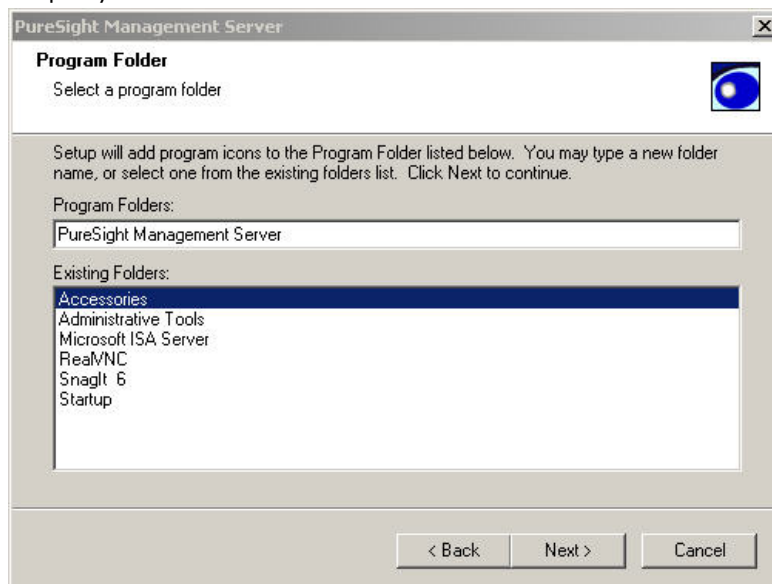 PureSight Management Server
Program Folder
Select a program folder
Setup will add program icons to the Program Folder listed below. You may type a new folder
name, or select one from the existing folders list. Click Next to continue.
Program Folders:
PureSight Management Server
Existing Folders:
Accessories
Administrative Tools
Microsoft ISA Server
RealVNC
SnagIt 6
Startup
< Back Next > Cancel